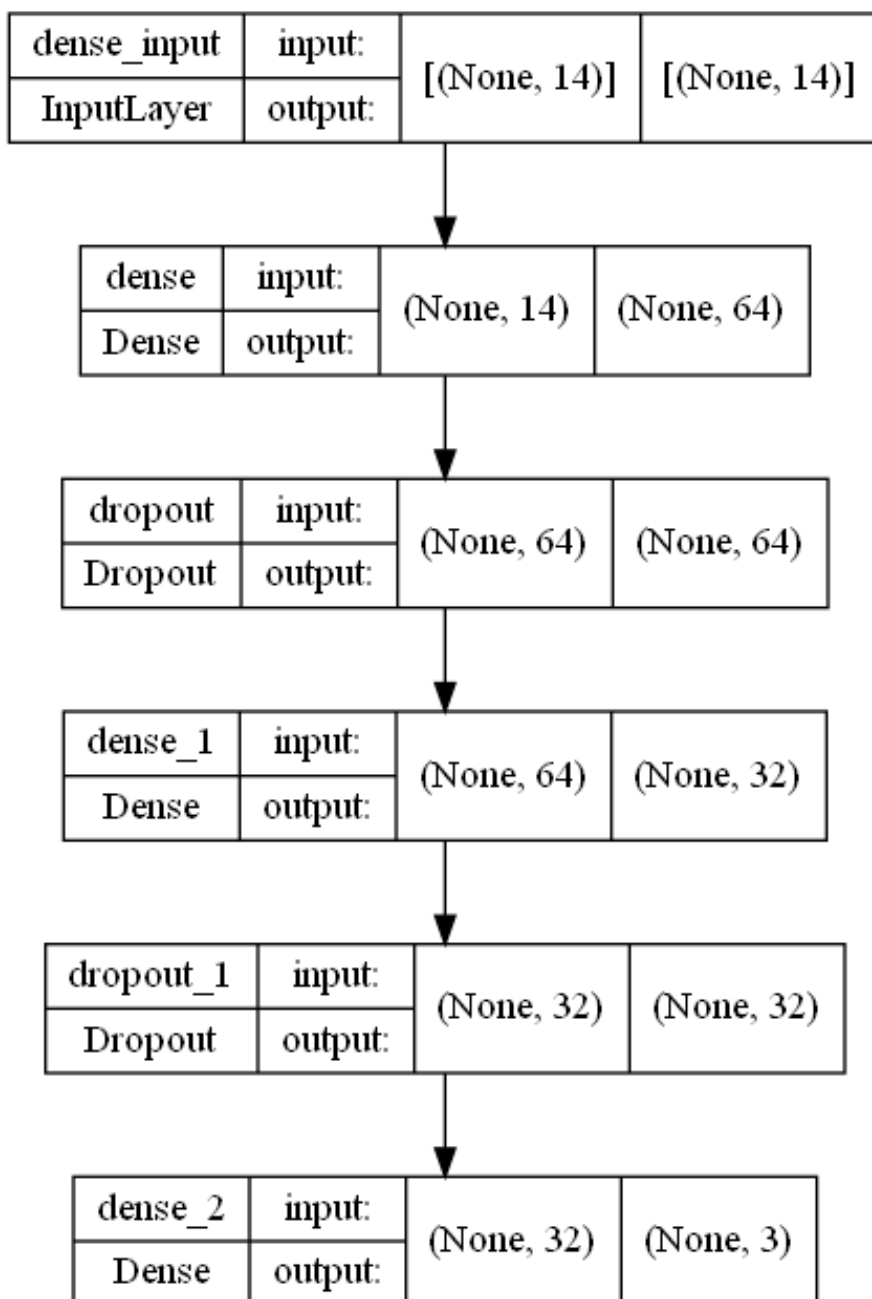 dense_input input: [(None, 14)] [(None, 14)]
InputLayer output:
dense input: (None, 14) (None, 64)
Dense output:
dropout input: (None, 64) (None, 64)
Dropout output:
dense_1 input: (None, 64) (None, 32)
Dense output:
dropout_1 input: (None, 32) (None, 32)
Dropout output:
dense_2 input: (None, 32) (None, 3)
Dense output: